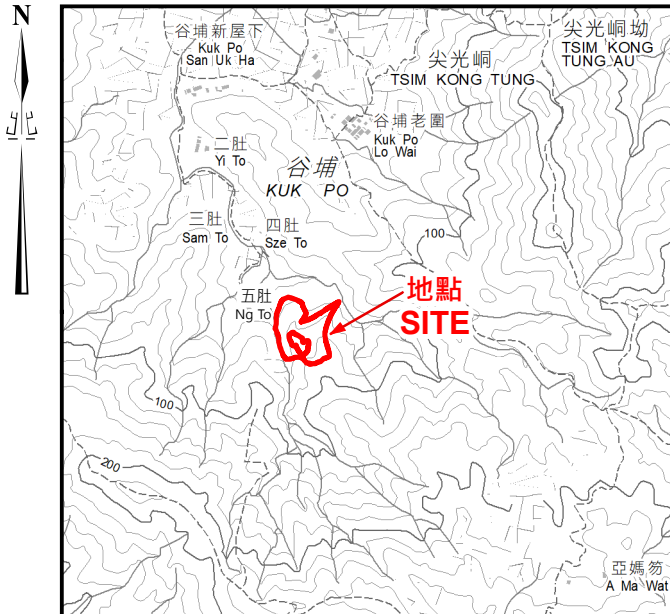 N
谷埔新屋下
Kuk Po
San Uk Ha
尖光峒
TSIM KONG TUNG
尖光峒坳
TSIM KONG
TUNG AU
谷埔老圍
Kuk Po
Lo Wai
二肚
Yi To
谷埔
KUK PO
三肚
Sam To
四肚
Sze To
100
五肚
Ng To
地點
SITE
100
200
亞媽笏
A Ma Wat